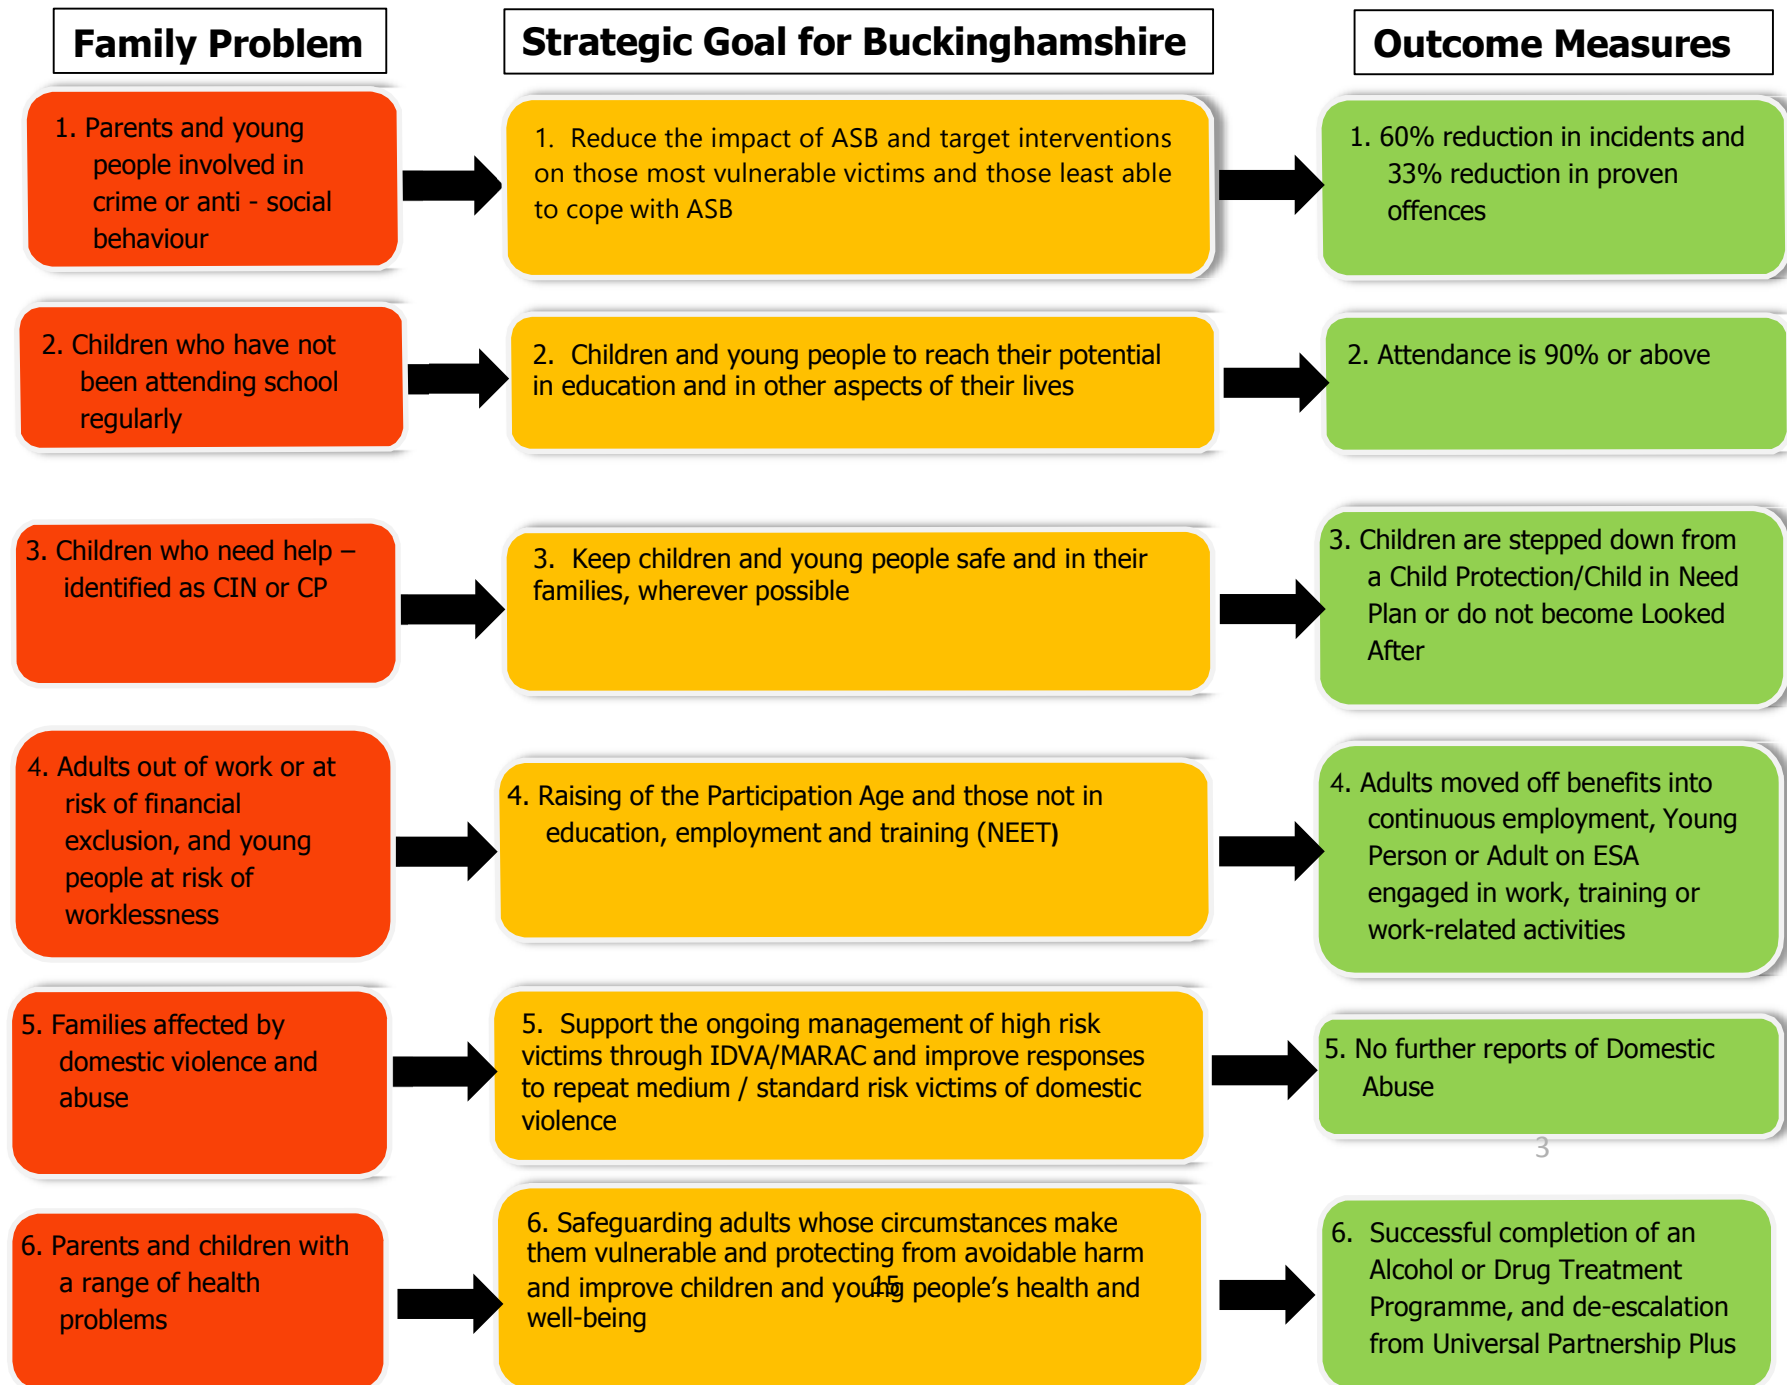 Family Problem
Strategic Goal for Buckinghamshire
Outcome Measures
1. Parents and young
people involved in
crime or anti - social
behaviour
1. Reduce the impact of ASB and target interventions
on those most vulnerable victims and those least able
to cope with ASB
1. 60% reduction in incidents and
33% reduction in proven
offences
2. Children who have not
been attending school
regularly
2. Children and young people to reach their potential
in education and in other aspects of their lives
2. Attendance is 90% or above
3. Children who need help –
identified as CIN or CP
3. Keep children and young people safe and in their
families, wherever possible
3. Children are stepped down from
a Child Protection/Child in Need
Plan or do not become Looked
After
4. Adults out of work or at
risk of financial
exclusion, and young
people at risk of
worklessness
4. Raising of the Participation Age and those not in
education, employment and training (NEET)
4. Adults moved off benefits into
continuous employment, Young
Person or Adult on ESA
engaged in work, training or
work-related activities
5. Families affected by
domestic violence and
abuse
5. Support the ongoing management of high risk
victims through IDVA/MARAC and improve responses
to repeat medium / standard risk victims of domestic
violence
5. No further reports of Domestic
Abuse
3
6. Parents and children with
a range of health
problems
6. Safeguarding adults whose circumstances make
them vulnerable and protecting from avoidable harm
and improve children and young people's health and
well-being
15
6. Successful completion of an
Alcohol or Drug Treatment
Programme, and de-escalation
from Universal Partnership Plus